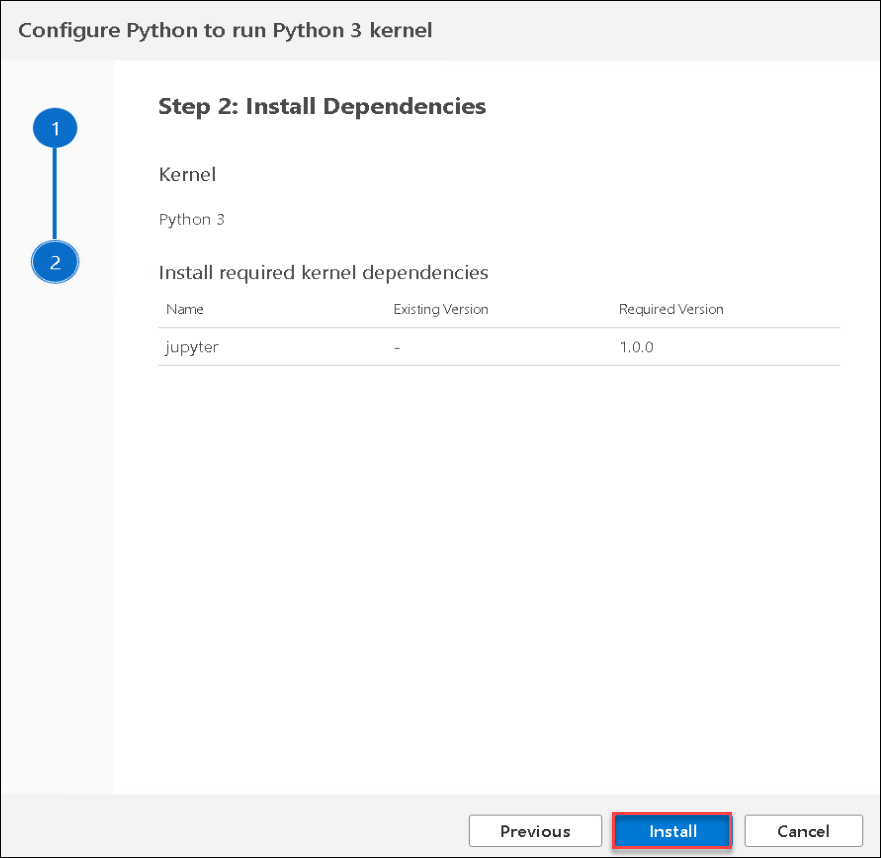 Configure Python to run Python 3 kernel
1
2
Step 2: Install Dependencies
Kernel
Python 3
Install required kernel dependencies
Name Existing Version Required Version
jupyter - 1.0.0
Previous Install Cancel